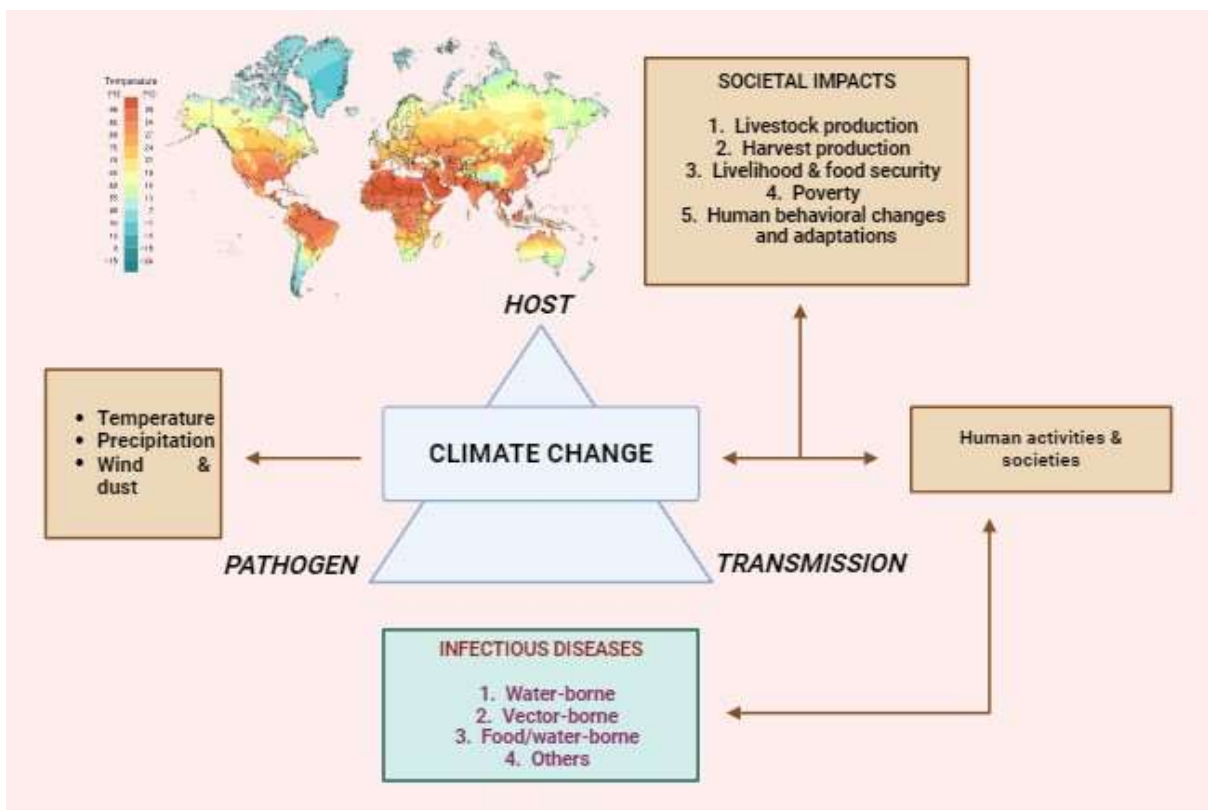 Temperature
SOCIETAL IMPACTS
1. Livestock production
2. Harvest production
3. Livelihood & food security
4. Poverty
5. Human behavioral changes
and adaptations
HOST
• Temperature
• Precipitation
• Wind &
dust
CLIMATE CHANGE
Human activities &
societies
PATHOGEN
TRANSMISSION
INFECTIOUS DISEASES
1. Water-borne
2. Vector-borne
3. Food/water-borne
4. Others